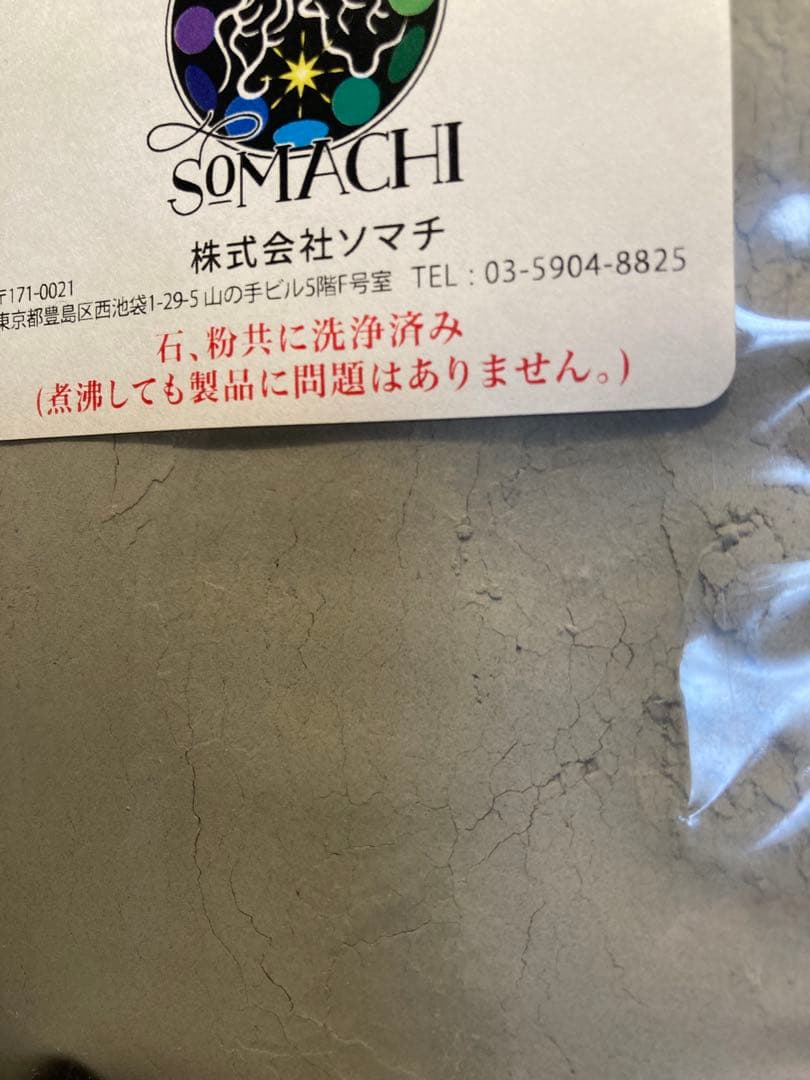 SoMACHI
株式会社ソマチ
〒171-0021
東京都豊島区西池袋1-29-5 山の手ビル5階F号室 TEL : 03-5904-8825
石、粉共に洗浄済み
(煮沸しても製品に問題はありません。)